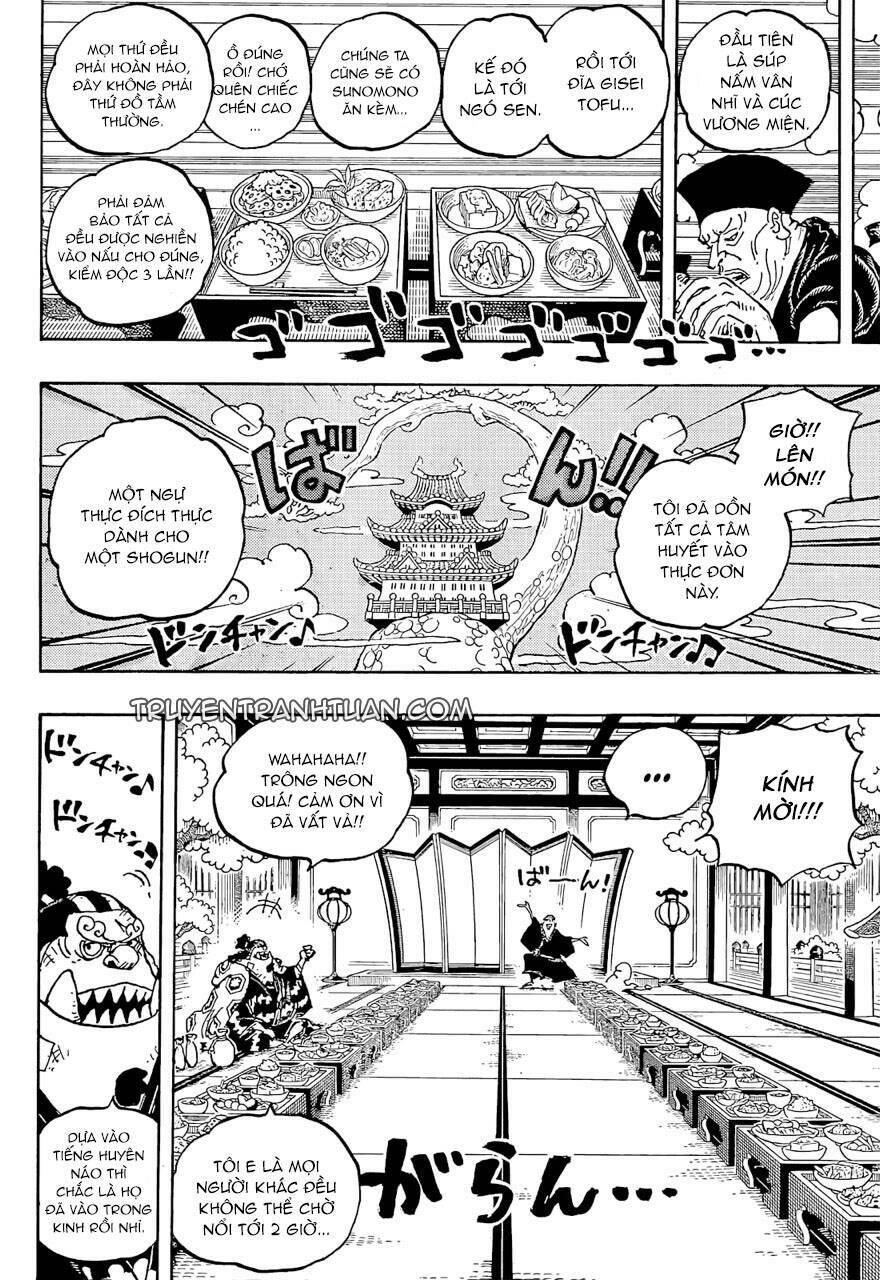 ĐẦU TIÊN
LÀ SÚP
NẤM VÂN
NHĨ VÀ CÚC
VƯƠNG MIỆN.
RỒI TỚI
ĐĨA GISEI
TOFU...
KẾ ĐÓ
LÀ TỚI
NGÓ SEN.
CHÚNG TA
CŨNG SẼ CÓ
SUNOMONO
ĂN KÈM...
Ồ ĐÚNG
RỒI! CHỚ
QUÊN CHIẾC
CHÉN CAO
...
MỌI THỨ ĐỀU
PHẢI HOÀN HẢO,
ĐÂY KHÔNG PHẢI
THỨ ĐỒ TẦM
THƯỜNG.
PHẢI ĐẢM
BẢO TẤT CẢ
ĐỀU ĐƯỢC NGHIỀN
VÀO NẤU CHO ĐÚNG,
KIỂM ĐỘC 3 LẦN!!
ゴゴゴゴゴゴゴゴ...
GIỜ!!
LÊN
MÓN!!
TÔI ĐÃ DỒN
TẤT CẢ TÂM
HUYẾT VÀO
THỰC ĐƠN
NÀY.
ばん!!
MỘT NGỰ
THỰC ĐÍCH THỰC
DÀNH CHO
MỘT SHOGUN!!
ドンチャン♫
ドンチャン♫
TRUYENTRANHTUAN.COM
KÍNH
MỜI!!!
...
ばーん!
WAHAHAHA!!
TRÔNG NGON
QUÁ! CẢM ƠN VÌ
ĐÃ VẤT VẢ!!
ドンチャン♪
ドンチャン♪
TÔI E LÀ MỌI
NGƯỜI KHÁC ĐỀU
KHÔNG THỂ CHỜ
NỔI TỚI 2 GIỜ...
がらん...
DỰA VÀO
TIẾNG HUYÊN
NÁO THÌ
CHẮC LÀ HỌ
ĐÃ VÀO TRONG
KINH RỒI NHỈ.